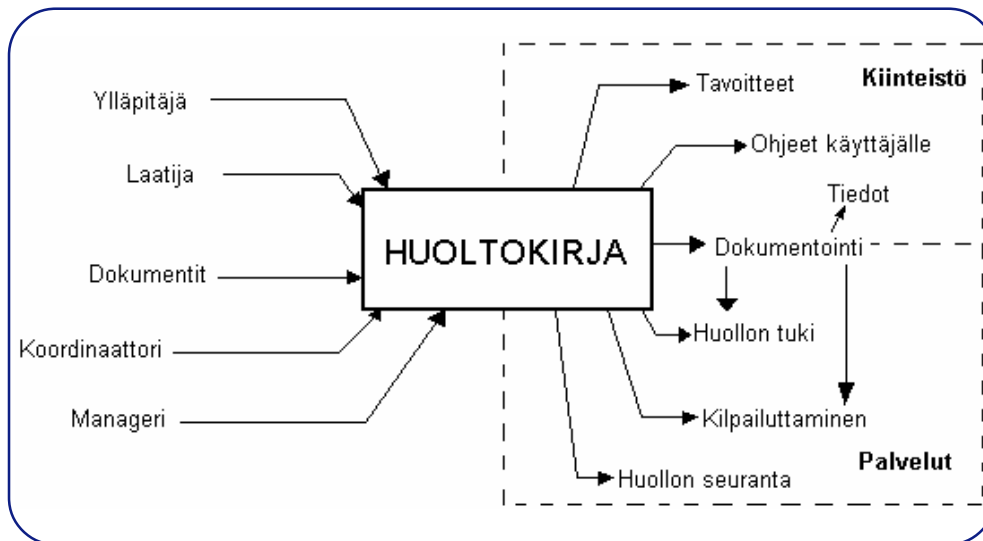 Ylläpitäjä
Laatija
Dokumentit
Koordinaattori
Manageri
HUOLTOKIRJA
Kiinteistö
Tavoitteet
Ohjeet käyttäjälle
Tiedot
Dokumentointi
Huollon tuki
Kilpailuttaminen
Huollon seuranta
Palvelut